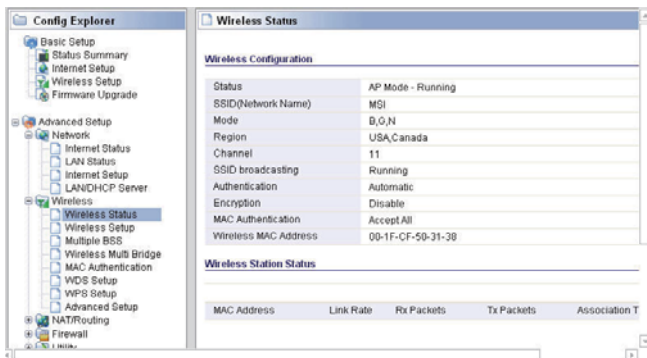 Config Explorer
Basic Setup
Status Summary
Internet Setup
Wireless Setup
Firmware Upgrade
Advanced Setup
Network
Internet Status
LAN Status
Internet Setup
LAN/DHCP Server
Wireless
Wireless Status
Wireless Setup
Multiple BSS
Wireless Multi Bridge
MAC Authentication
WDS Setup
WPS Setup
Advanced Setup
NAT/Routing
Firewall
Utility
Wireless Status
Wireless Configuration
Status AP Mode - Running
SSID(Network Name) MSI
Mode B,G,N
Region USA,Canada
Channel 11
SSID broadcasting Running
Authentication Automatic
Encryption Disable
MAC Authentication Accept All
Wireless MAC Address 00-1F-CF-50-31-38
Wireless Station Status
MAC Address Link Rate Rx Packets Tx Packets Association T